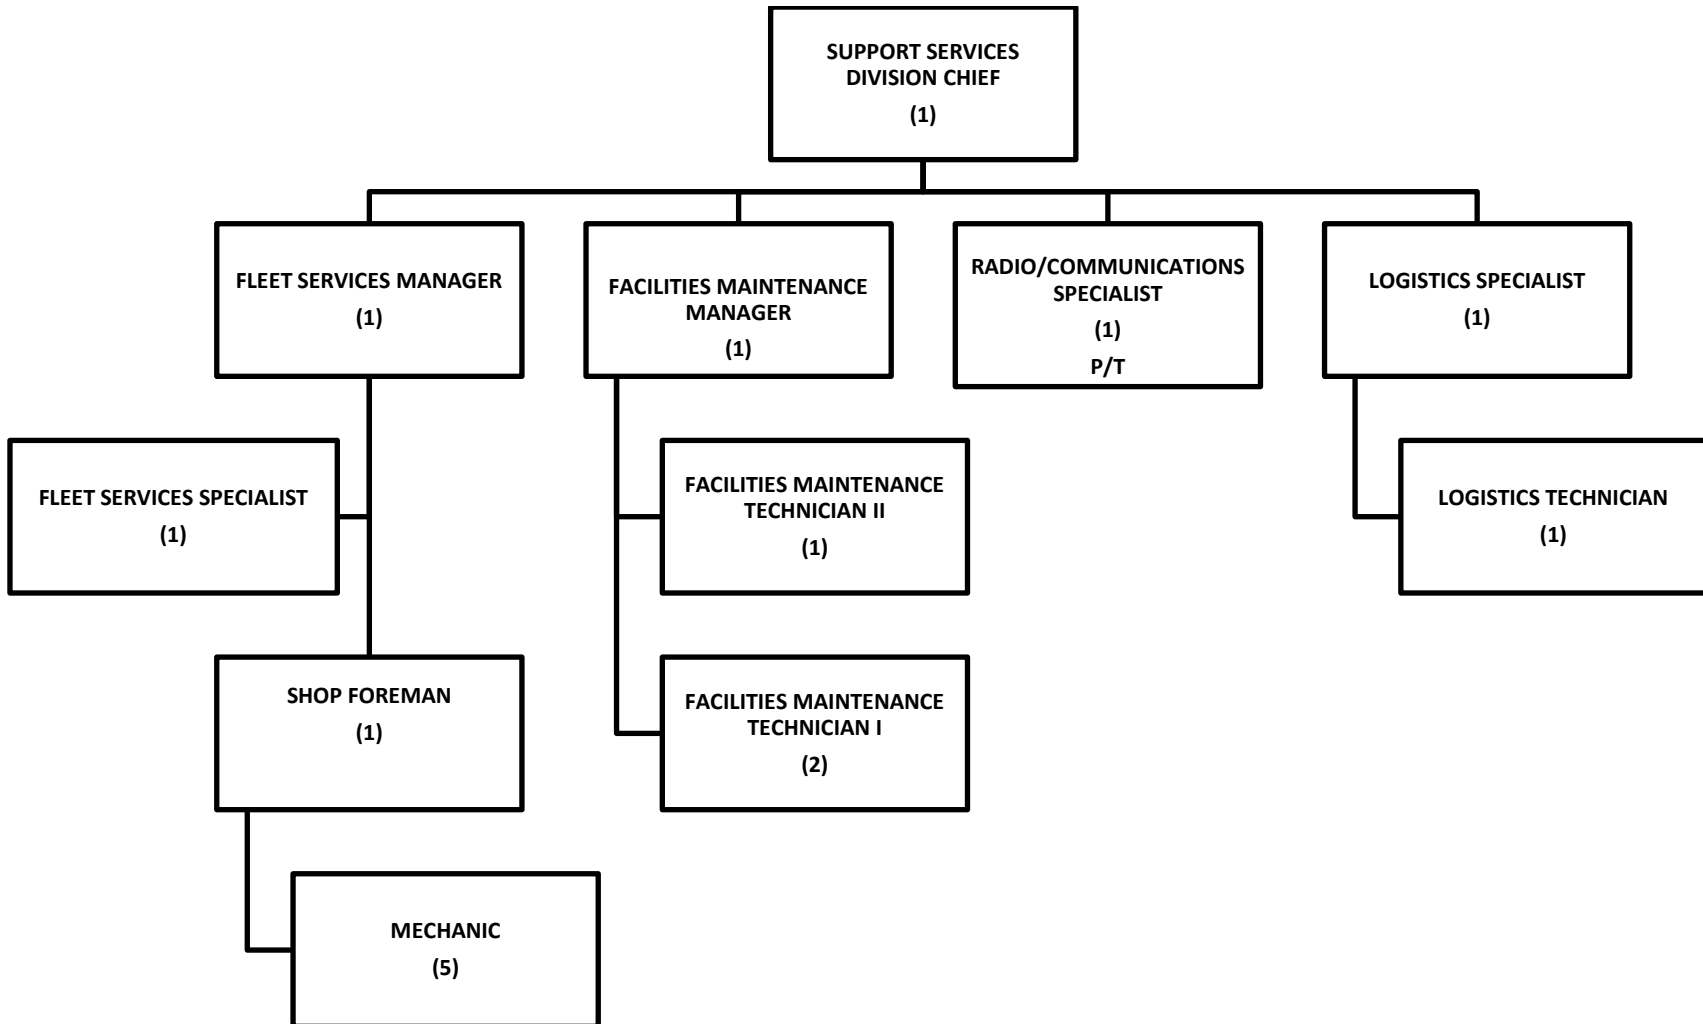 SUPPORT SERVICES
DIVISION CHIEF
(1)
FLEET SERVICES MANAGER
(1)
FACILITIES MAINTENANCE
MANAGER
(1)
RADIO/COMMUNICATIONS
SPECIALIST
(1)
P/T
LOGISTICS SPECIALIST
(1)
FLEET SERVICES SPECIALIST
(1)
FACILITIES MAINTENANCE
TECHNICIAN II
(1)
LOGISTICS TECHNICIAN
(1)
SHOP FOREMAN
(1)
FACILITIES MAINTENANCE
TECHNICIAN I
(2)
MECHANIC
(5)